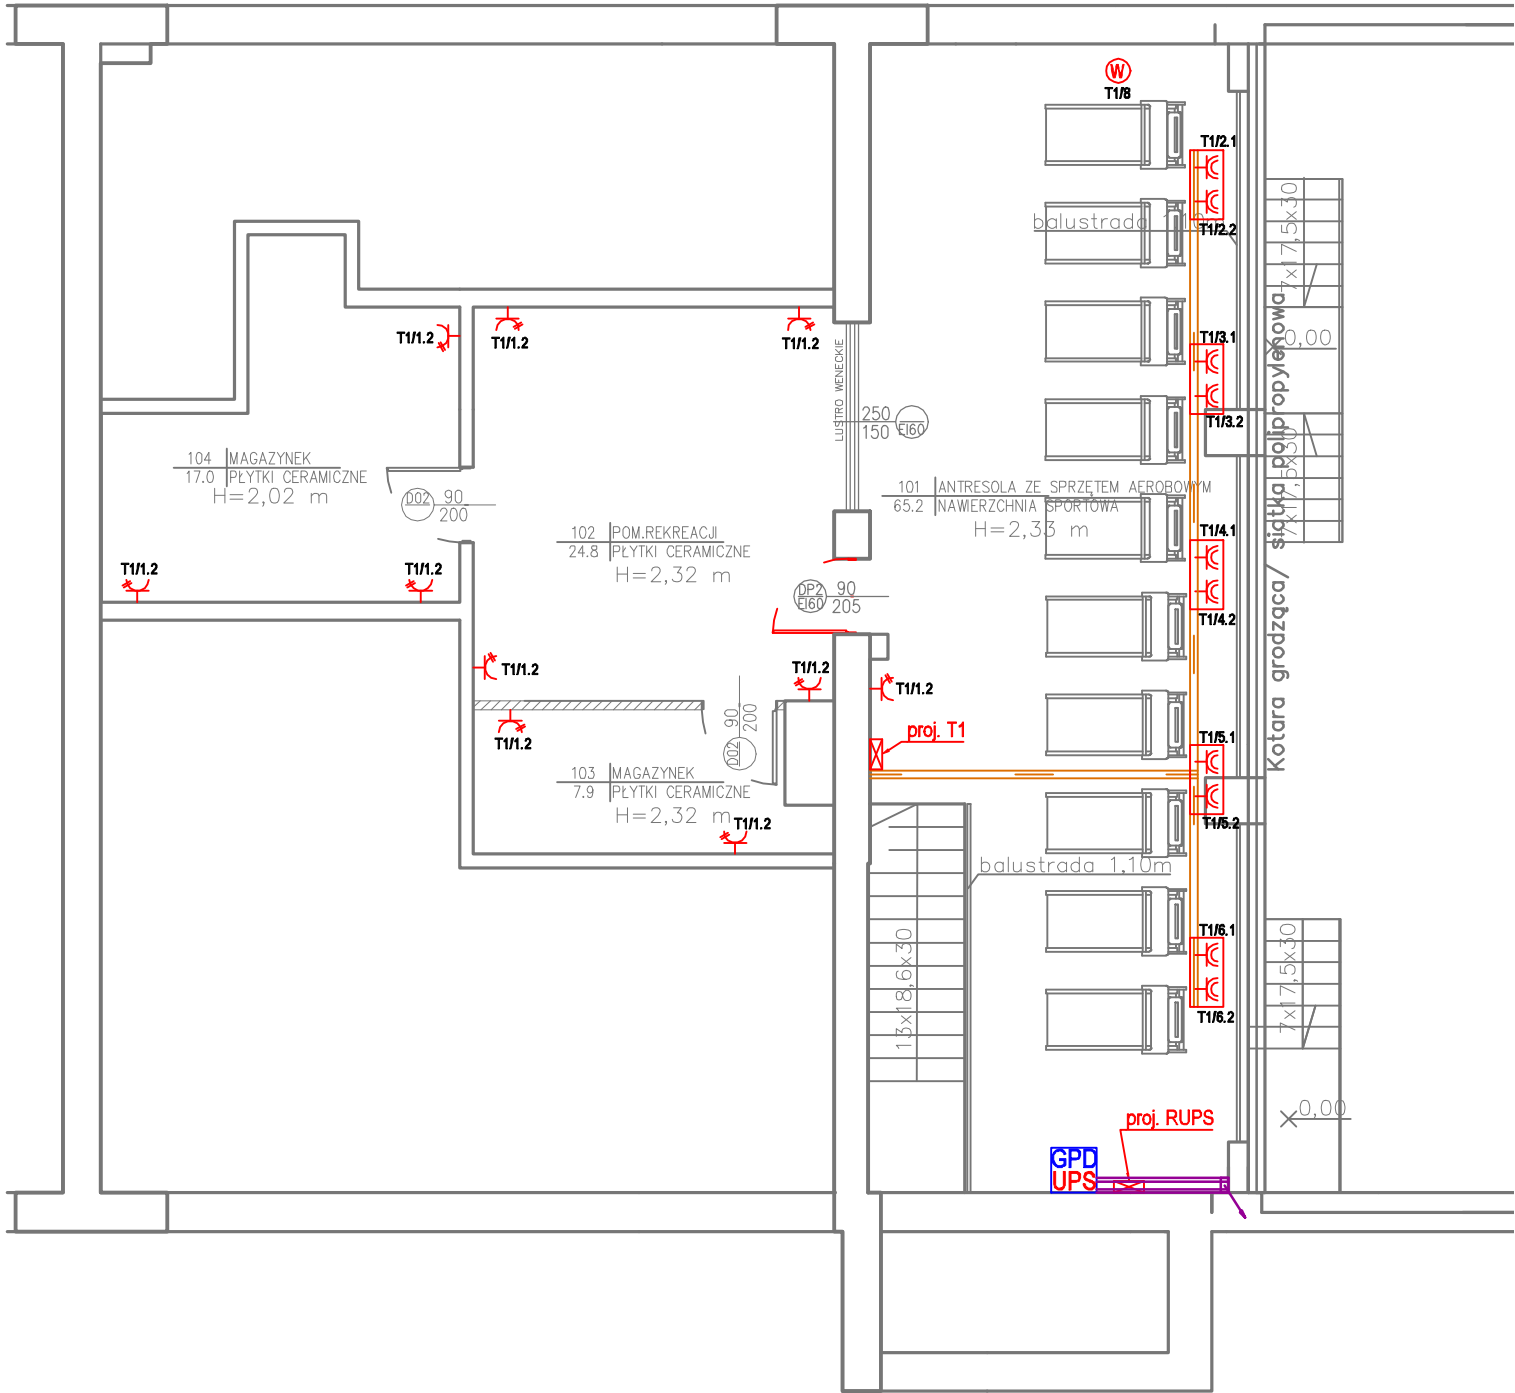 W
T1/8
T1/2.1
T1/2.2
balustrada 1,10m
7x17,5x30
0,00
T1/3.1
T1/3.2
7x17,5x30
Kotara grodząca/ siatka polipropylenowa
T1/1.2
T1/1.2
T1/1.2
LUSTRO WENECKIE
250
150
EI60
104 MAGAZYNEK
17.0 PŁYTKI CERAMICZNE
H=2,02 m
D02 90
200
101 ANTRESOLA ZE SPRZĘTEM AEROBOWYM
65.2 NAWIERZCHNIA SPORTOWA
H=2,33 m
102 POM.REKREACJI
24.8 PŁYTKI CERAMICZNE
H=2,32 m
DP2 90
EI60 205
T1/4.1
T1/4.2
T1/1.2
T1/1.2
T1/1.2
T1/1.2
T1/1.2
T1/1.2
D02 90
200
proj. T1
T1/5.1
T1/5.2
103 MAGAZYNEK
7.9 PŁYTKI CERAMICZNE
H=2,32 m
T1/1.2
balustrada 1,10m
13x18,6x30
T1/6.1
T1/6.2
7x17,5x30
0,00
proj. RUPS
GPD
UPS